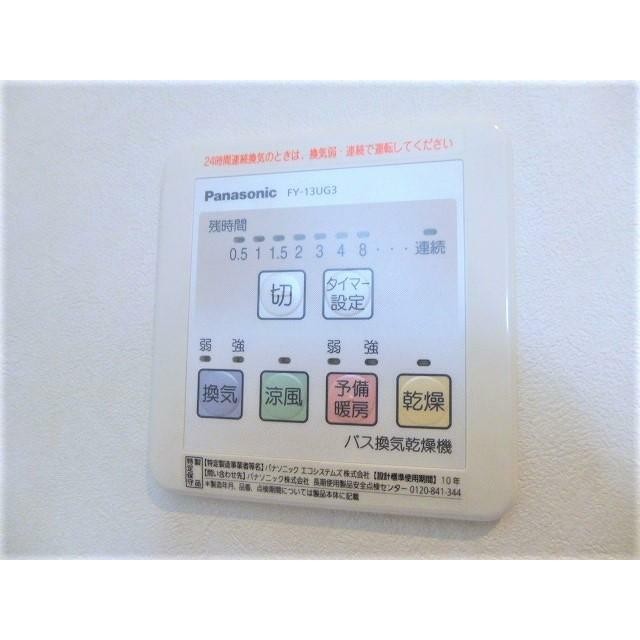 24時間連続換気のときは、換気弱・連続で運転してください
Panasonic FY-13UG3
残時間
0.5 1 1.5 2 3 4 8 ・・・ 連続
切 タイマー設定
弱 強 弱 強
換気 涼風 予備暖房 乾燥
バス換気乾燥機
特定保守製品
【特定製造事業者等名】パナソニック エコシステムズ 株式会社 【設計標準使用期間】10年
【問い合わせ先】パナソニック株式会社 長期使用製品安全点検センター 0120-841-344
*製造年月、品番、点検期間については製品本体に記載